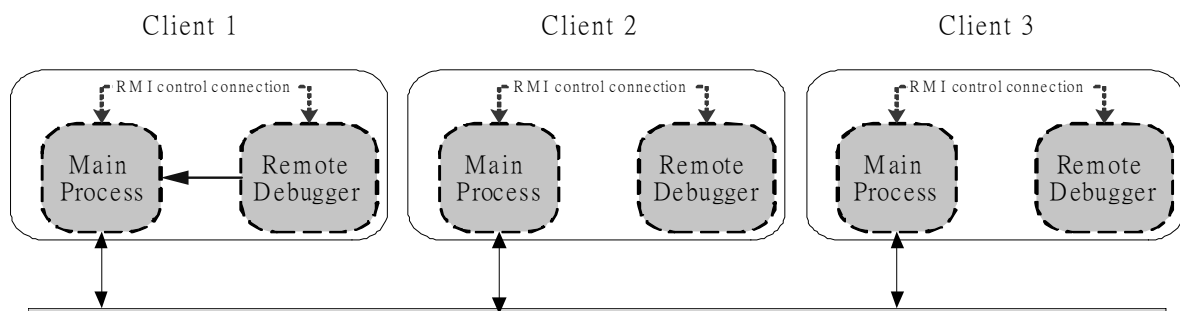 Client 1
Client 2
Client 3
RMI control connection
RMI control connection
RMI control connection
Main
Process
Remote
Debugger
Main
Process
Remote
Debugger
Main
Process
Remote
Debugger